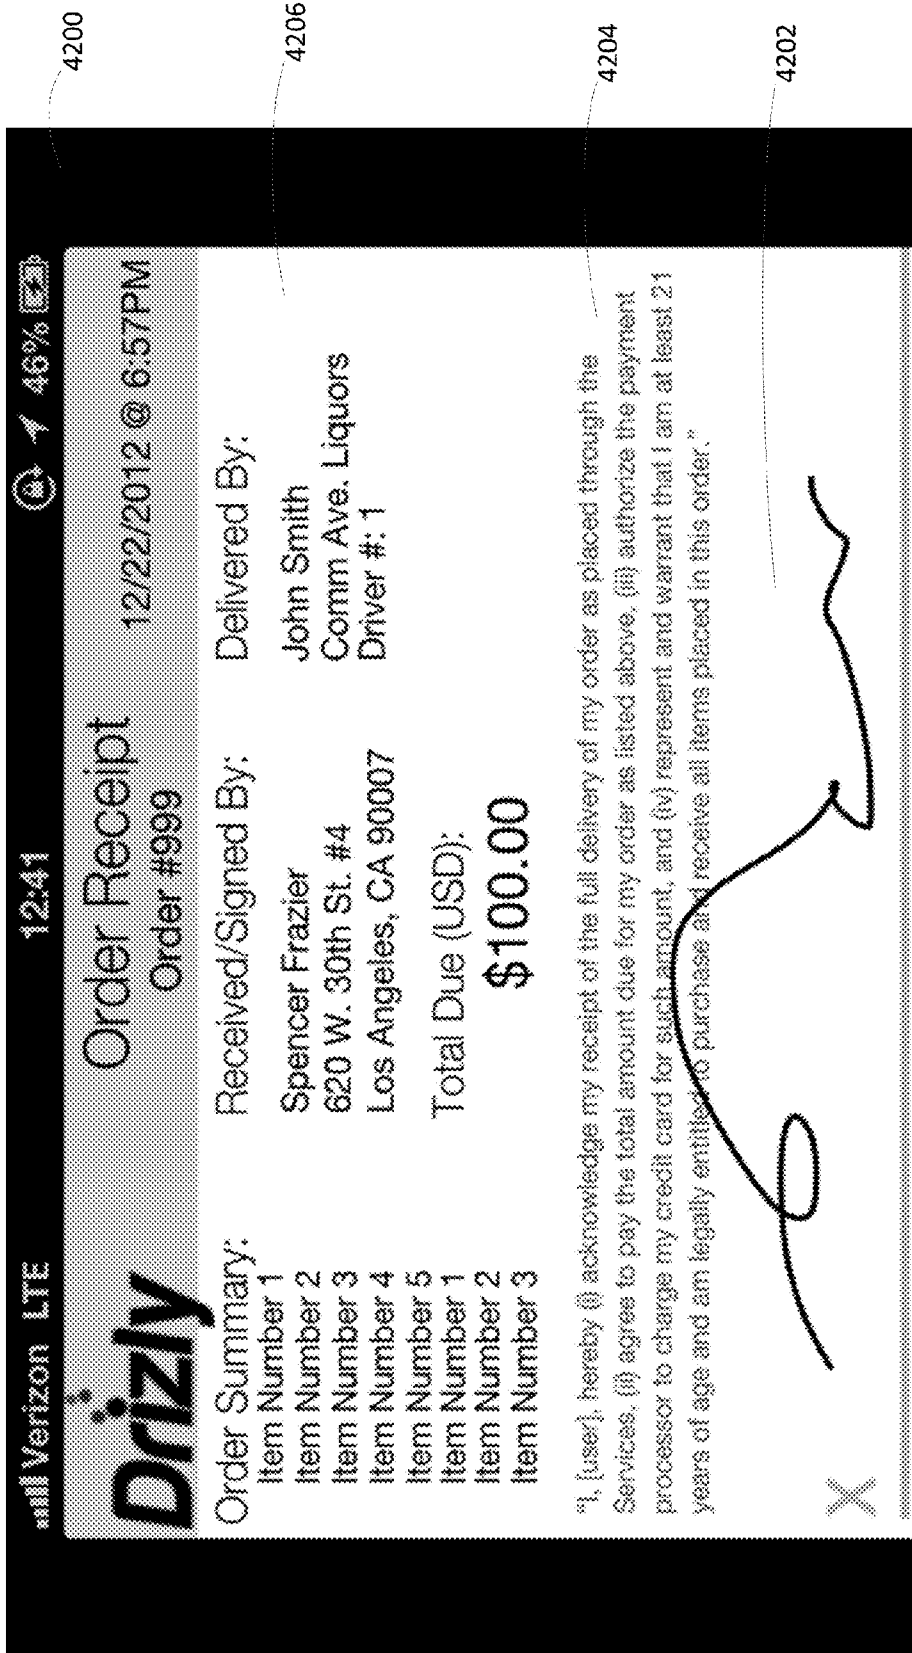 Verizon LTE 12:41 46%
Drizly
Order Receipt
Order #999
12/22/2012 @ 6:57PM
Order Summary:
Item Number 1
Item Number 2
Item Number 3
Item Number 4
Item Number 5
Item Number 1
Item Number 2
Item Number 3
Received/Signed By:
Spencer Frazier
620 W. 30th St. #4
Los Angeles, CA 90007
Total Due (USD):
$100.00
Delivered By:
John Smith
Comm Ave. Liquors
Driver #: 1
“I, [user], hereby (i) acknowledge my receipt of the full delivery of my order as placed through the
Services, (ii) agrees to pay the total amount due for my order as listed above, (iii) authorize the payment
processor to charge my credit card for such amount, and (iv) represent and warrant that I am at least 21
years of age and am legally entitled to purchase and receive all items placed in this order.”
X
4200
4206
4204
4202